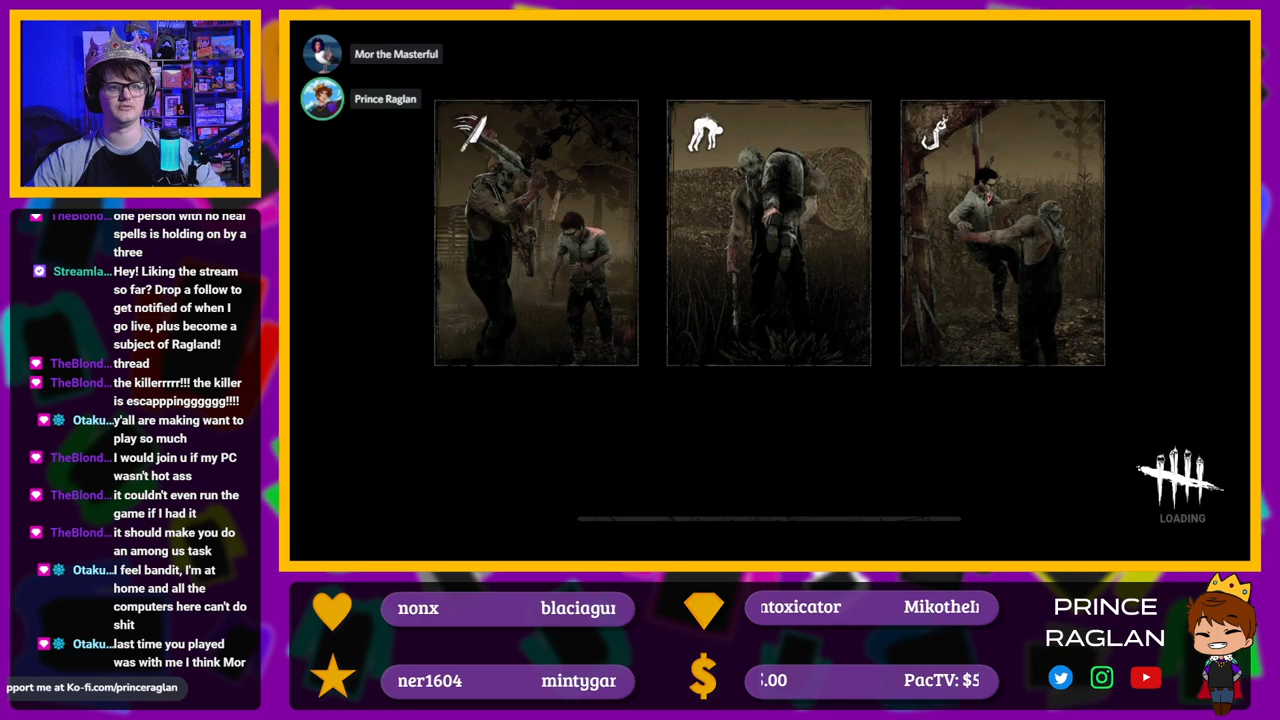 Mor the Masterful
Prince Raglan
TheBlond... one person with no heal
spells is holding on by a
three
Streamla... Hey! Liking the stream
so far? Drop a follow to
get notified of when I
go live, plus become a
subject of Ragland!
TheBlond... thread
TheBlond... the killerrrrr!!! the killer
is escapppingggggg!!!!
Otaku... y'all are making want to
play so much
TheBlond... I would join u if my PC
wasn't hot ass
TheBlond... it couldn't even run the
game if I had it
TheBlond... it should make you do
an among us task
Otaku... I feel bandit, I'm at
home and all the
computers here can't do
shit
Otaku... last time you played
was with me I think Mor
pport me at Ko-fi.com/princeraglan
LOADING
nonx blaciagur
ntoxicator
ner1604 mintygar
.00 PacTV: $5
PRINCE
RAGLAN